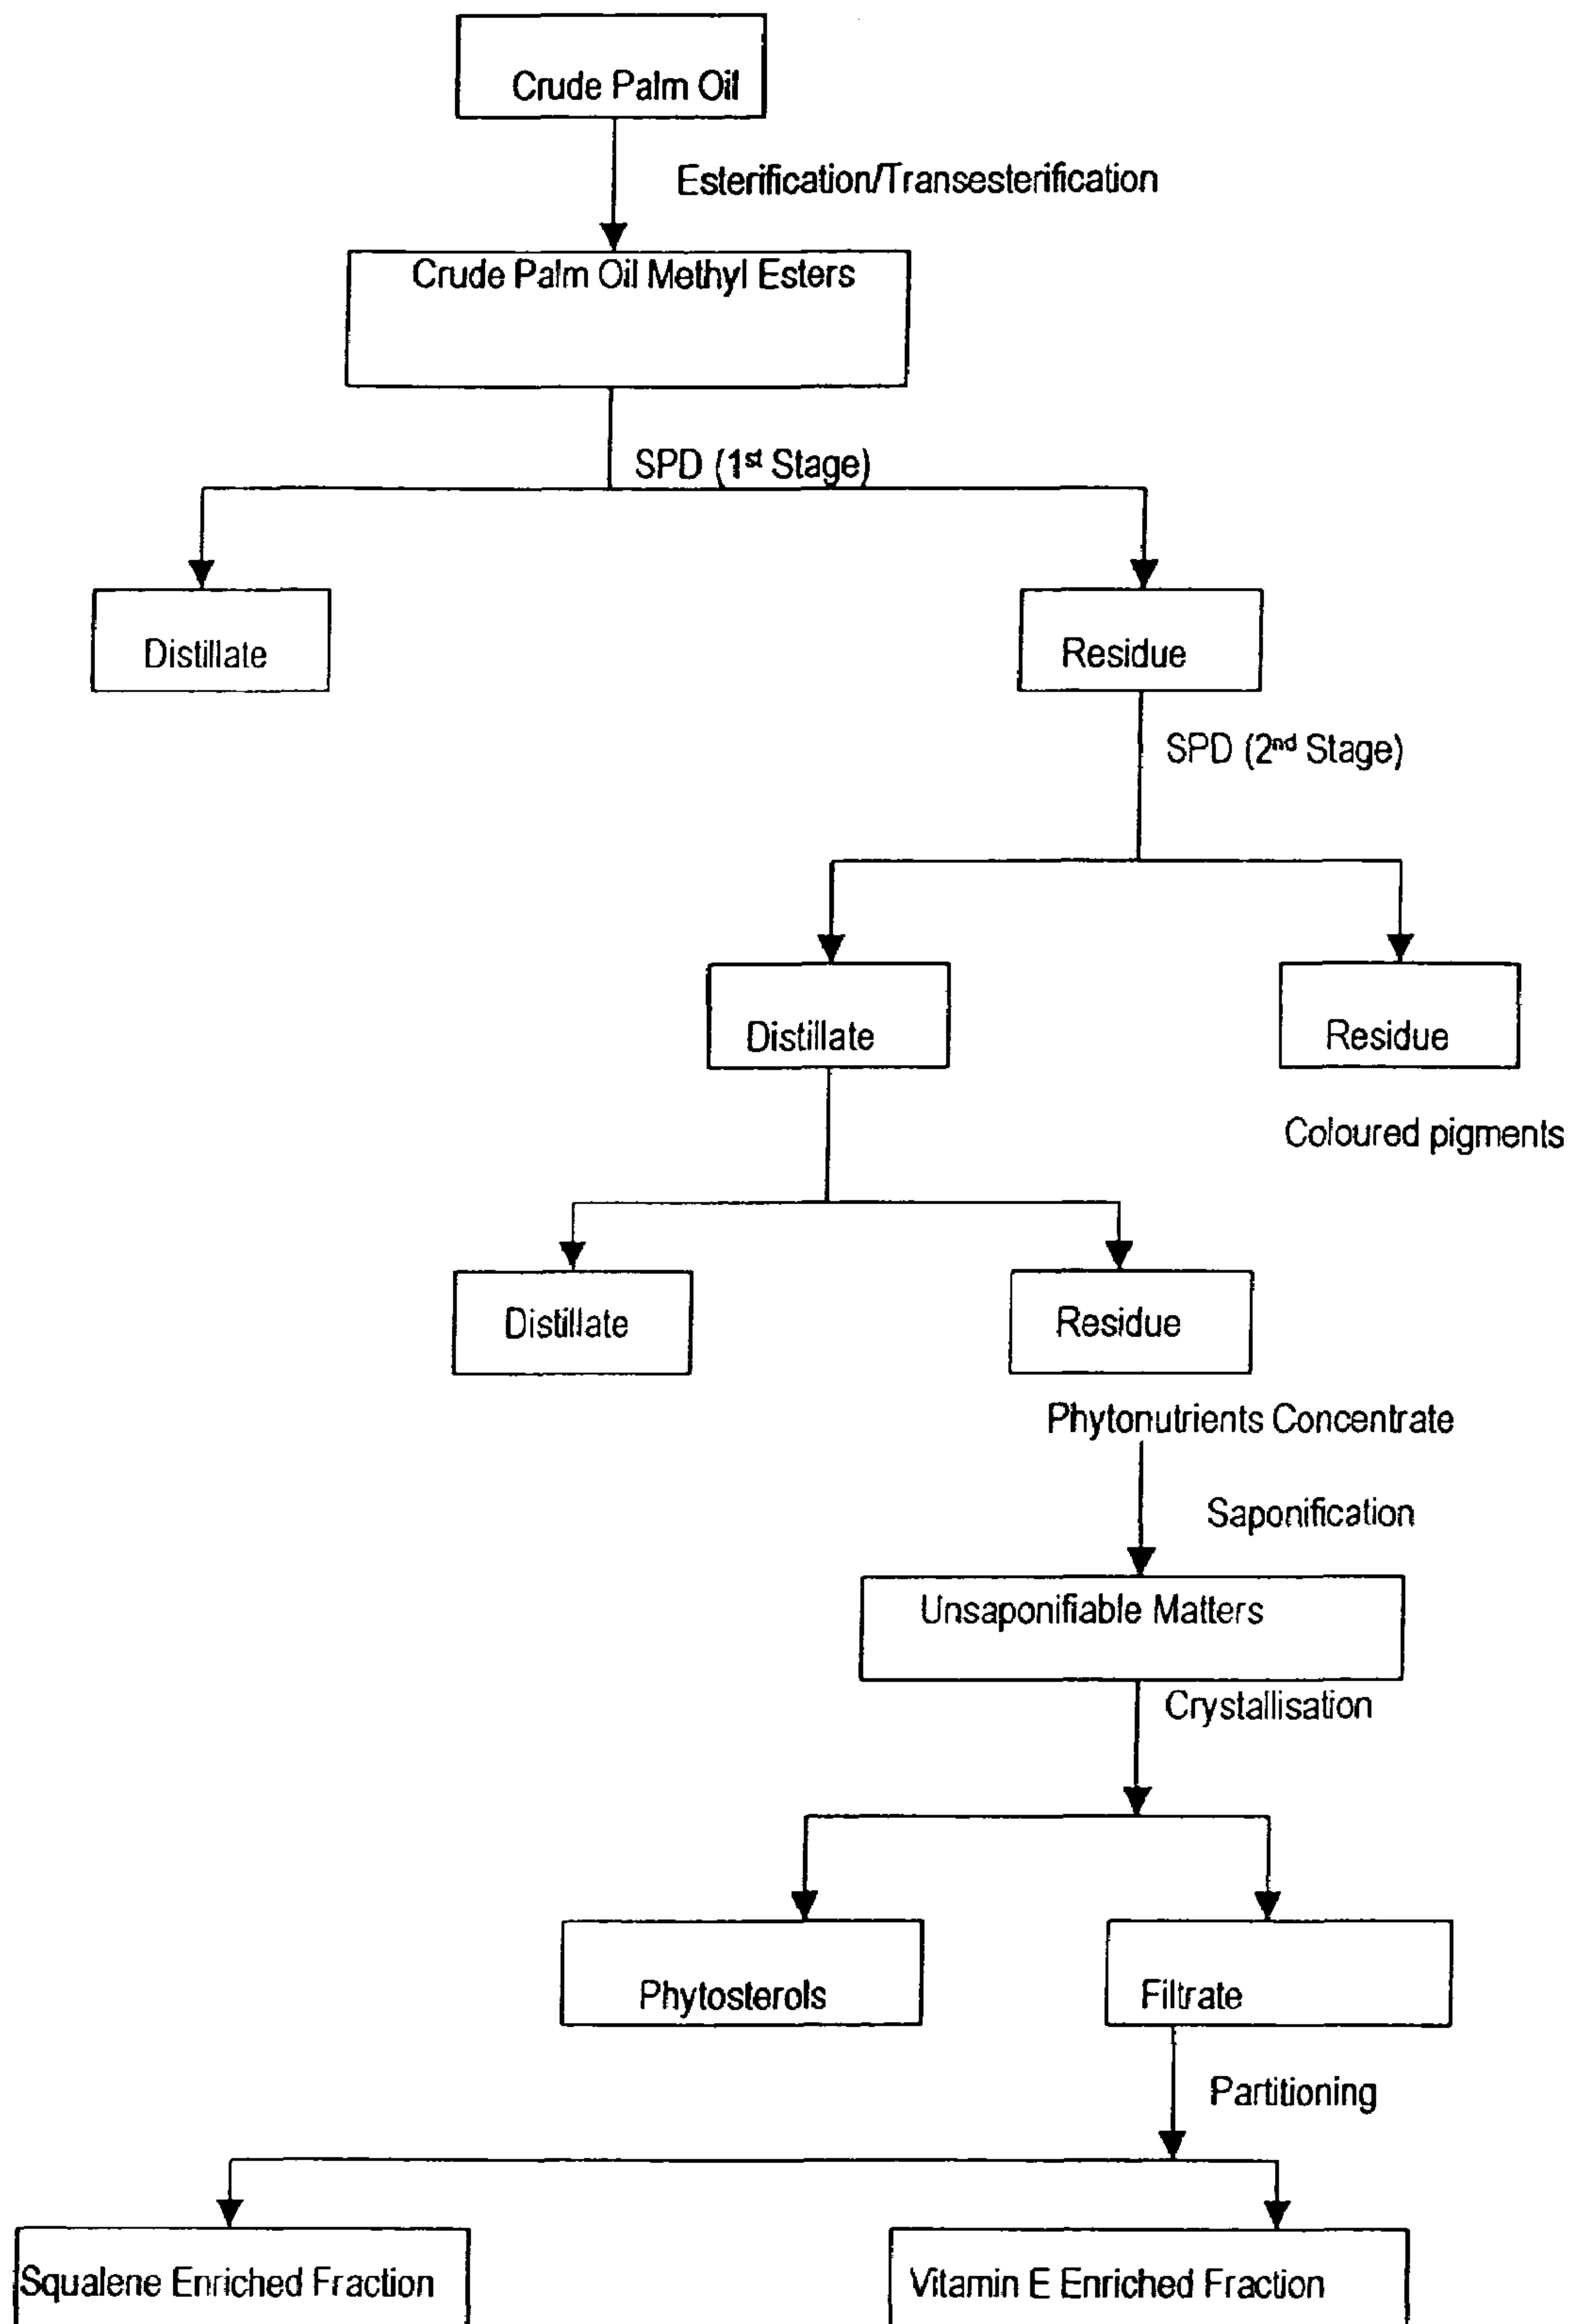 Crude Palm Oil
Esterification/Transesterification
Crude Palm Oil Methyl Esters
SPD (1st Stage)
Distillate
Residue
SPD (2nd Stage)
Distillate
Residue
Coloured pigments
Distillate
Residue
Phytonutrients Concentrate
Saponification
Unsaponifiable Matters
Crystallisation
Phytosterols
Filtrate
Partitioning
Squalene Enriched Fraction
Vitamin E Enriched Fraction